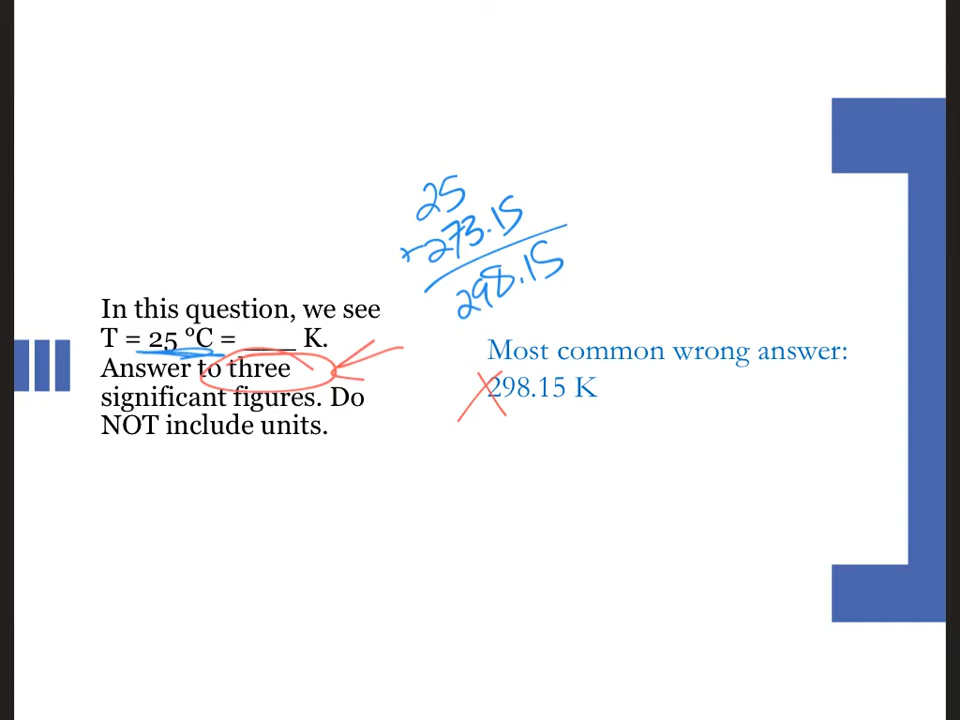 25
+273.15
298.15
In this question, we see
T = 25 °C = ___ K.
Answer to three
significant figures. Do
NOT include units.
Most common wrong answer:
298.15 K